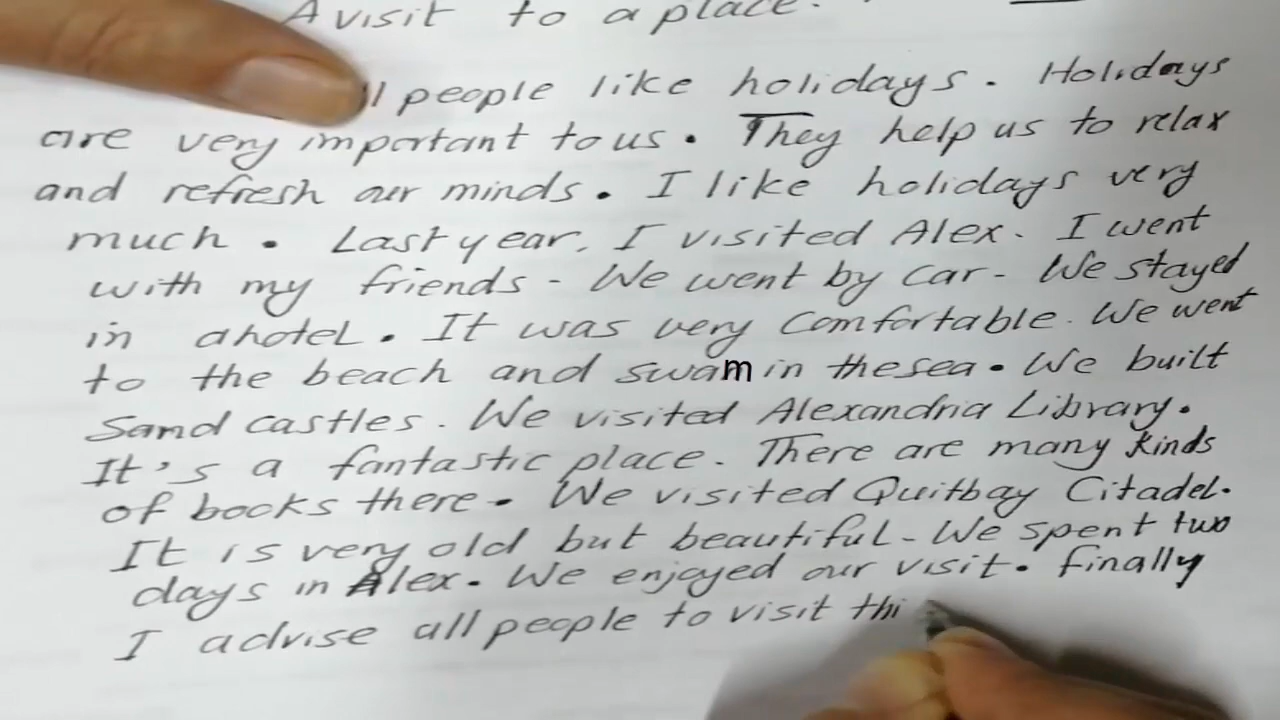 A visit to a place.
people like holidays. Holidays
are very important to us. They help us to relax
and refresh our minds. I like holidays very
much. Last year, I visited Alex. I went
with my friends - We went by car - We stayed
in a hotel. It was very Comfortable. We went
to the beach and swam in the sea. We built
Sand castles. We visited Alexandria Library.
It's a fantastic place. There are many kinds
of books there. We visited Quitbay Citadel.
It is very old but beautiful - We spent two
days in Alex. We enjoyed our visit. Finally
I advise all people to visit thi